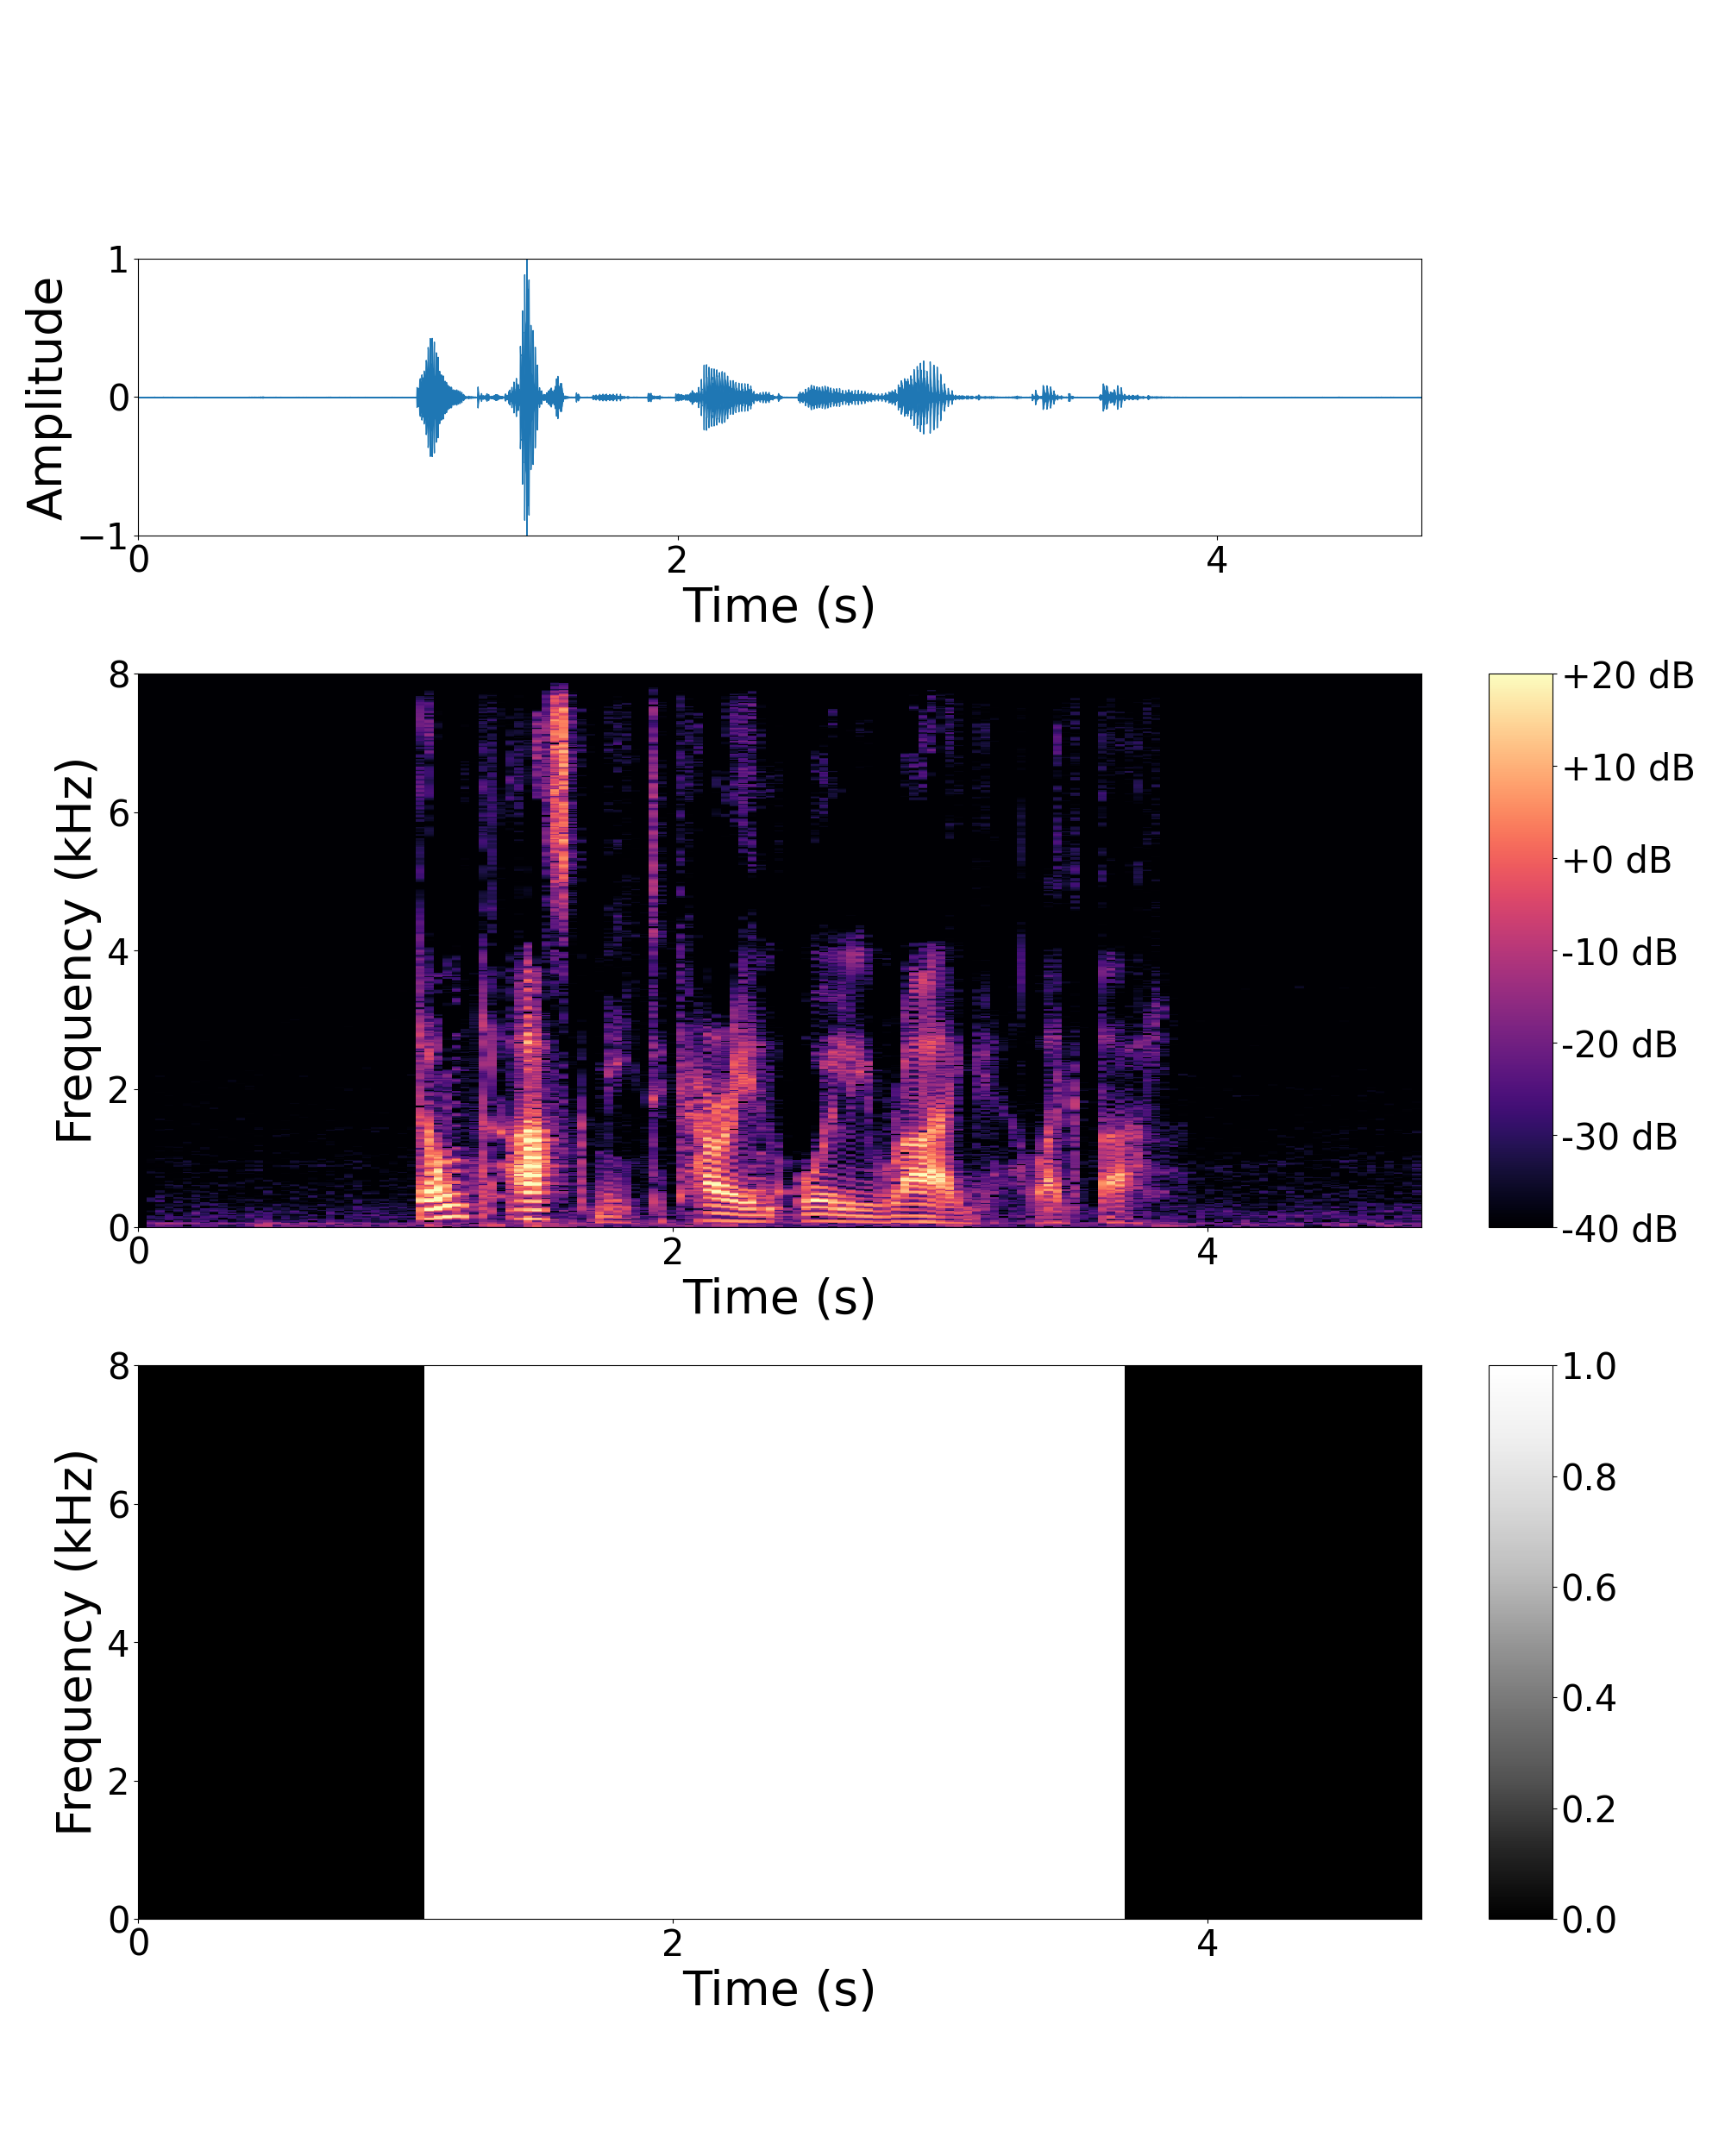 1
0
−1
Amplitude
0 2 4
Time (s)
8
6
4
2
0
Frequency (kHz)
0 2 4
Time (s)
+20 dB
+10 dB
+0 dB
-10 dB
-20 dB
-30 dB
-40 dB
8
6
4
2
0
Frequency (kHz)
0 2 4
Time (s)
1.0
0.8
0.6
0.4
0.2
0.0